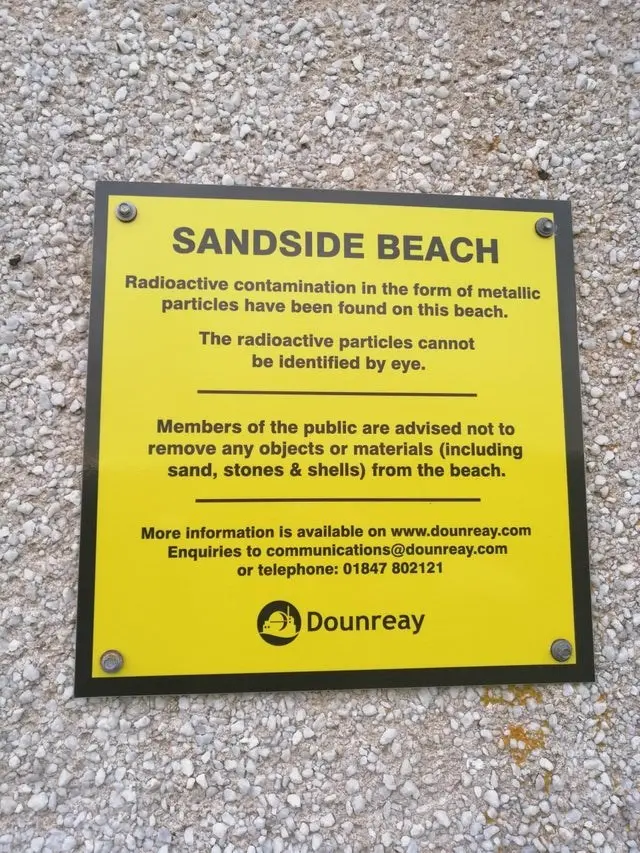 SANDSIDE BEACH
Radioactive contamination in the form of metallic
particles have been found on this beach.
The radioactive particles cannot
be identified by eye.
Members of the public are advised not to
remove any objects or materials (including
sand, stones & shells) from the beach.
More information is available on www.dounreay.com
Enquiries to communications@dounreay.com
or telephone: 01847 802121
Dounreay